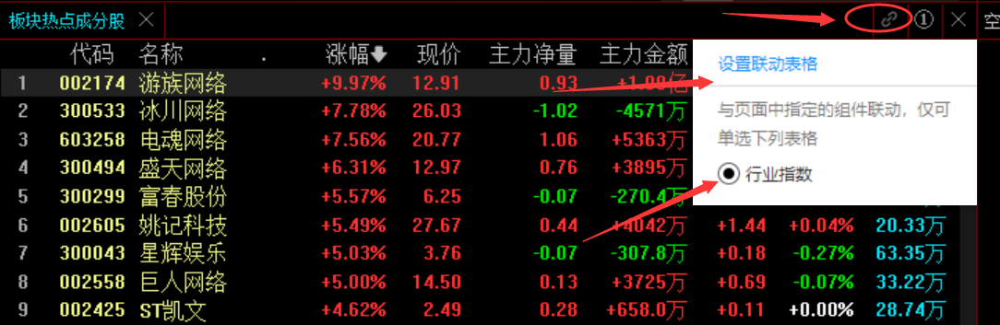 板块热点成分股
① 空
代码 名称 . 涨幅 现价 主力净量 主力金额
1 002174 游族网络 +9.97% 12.91 0.93 +1.00亿
2 300533 冰川网络 +7.78% 26.03 -1.02 -4571万
3 603258 电魂网络 +7.56% 20.77 1.06 +5363万
4 300494 盛天网络 +6.31% 12.97 0.76 +3895万
5 300299 富春股份 +5.57% 6.25 -0.07 -270.4万
6 002605 姚记科技 +5.49% 27.67 0.44 +4042万 +1.44 +0.04% 20.33万
7 300043 星辉娱乐 +5.03% 3.76 -0.07 -307.8万 +0.18 -0.27% 63.35万
8 002558 巨人网络 +5.00% 14.50 0.13 +3725万 +0.69 -0.07% 33.22万
9 002425 ST凯文 +4.62% 2.49 0.28 +658.0万 +0.11 +0.00% 28.74万
设置联动表格
与页面中指定的组件联动，仅可
单选下列表格
行业指数